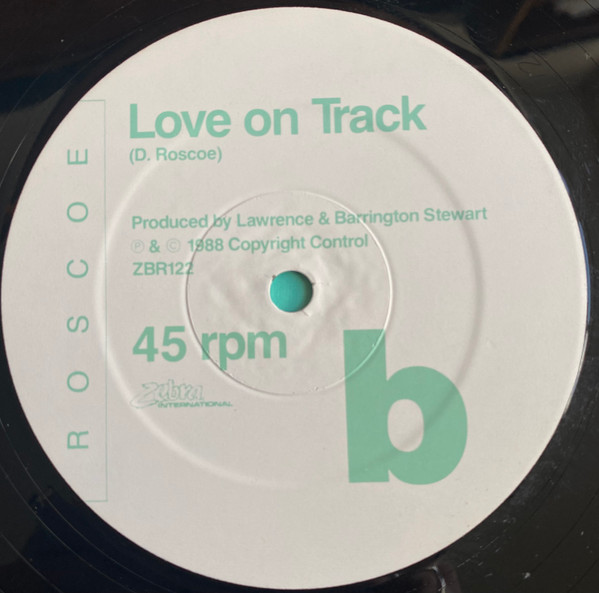 Love on Track
(D. Roscoe)
Produced by Lawrence & Barrington Stewart
℗ & © 1988 Copyright Control
ZBR122
45 rpm
Zebra
INTERNATIONAL
b
ROSCOE